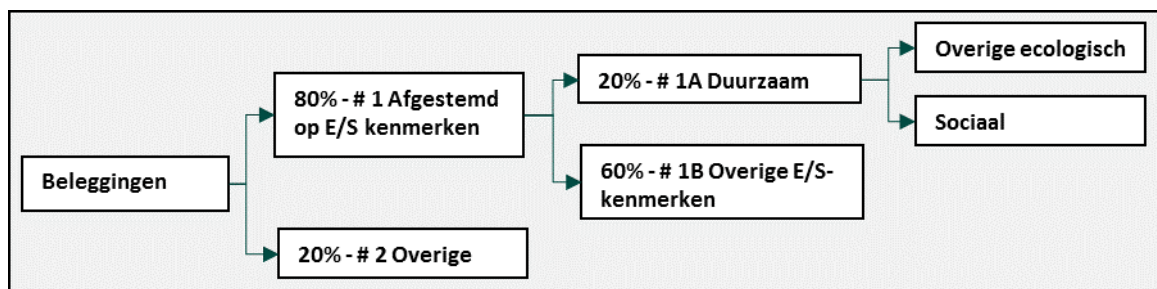 Beleggingen
80% - # 1 Afgestemd
op E/S kenmerken
20% - # 2 Overige
20% - # 1A Duurzaam
60% - # 1B Overige E/S-
kenmerken
Overige ecologisch
Sociaal